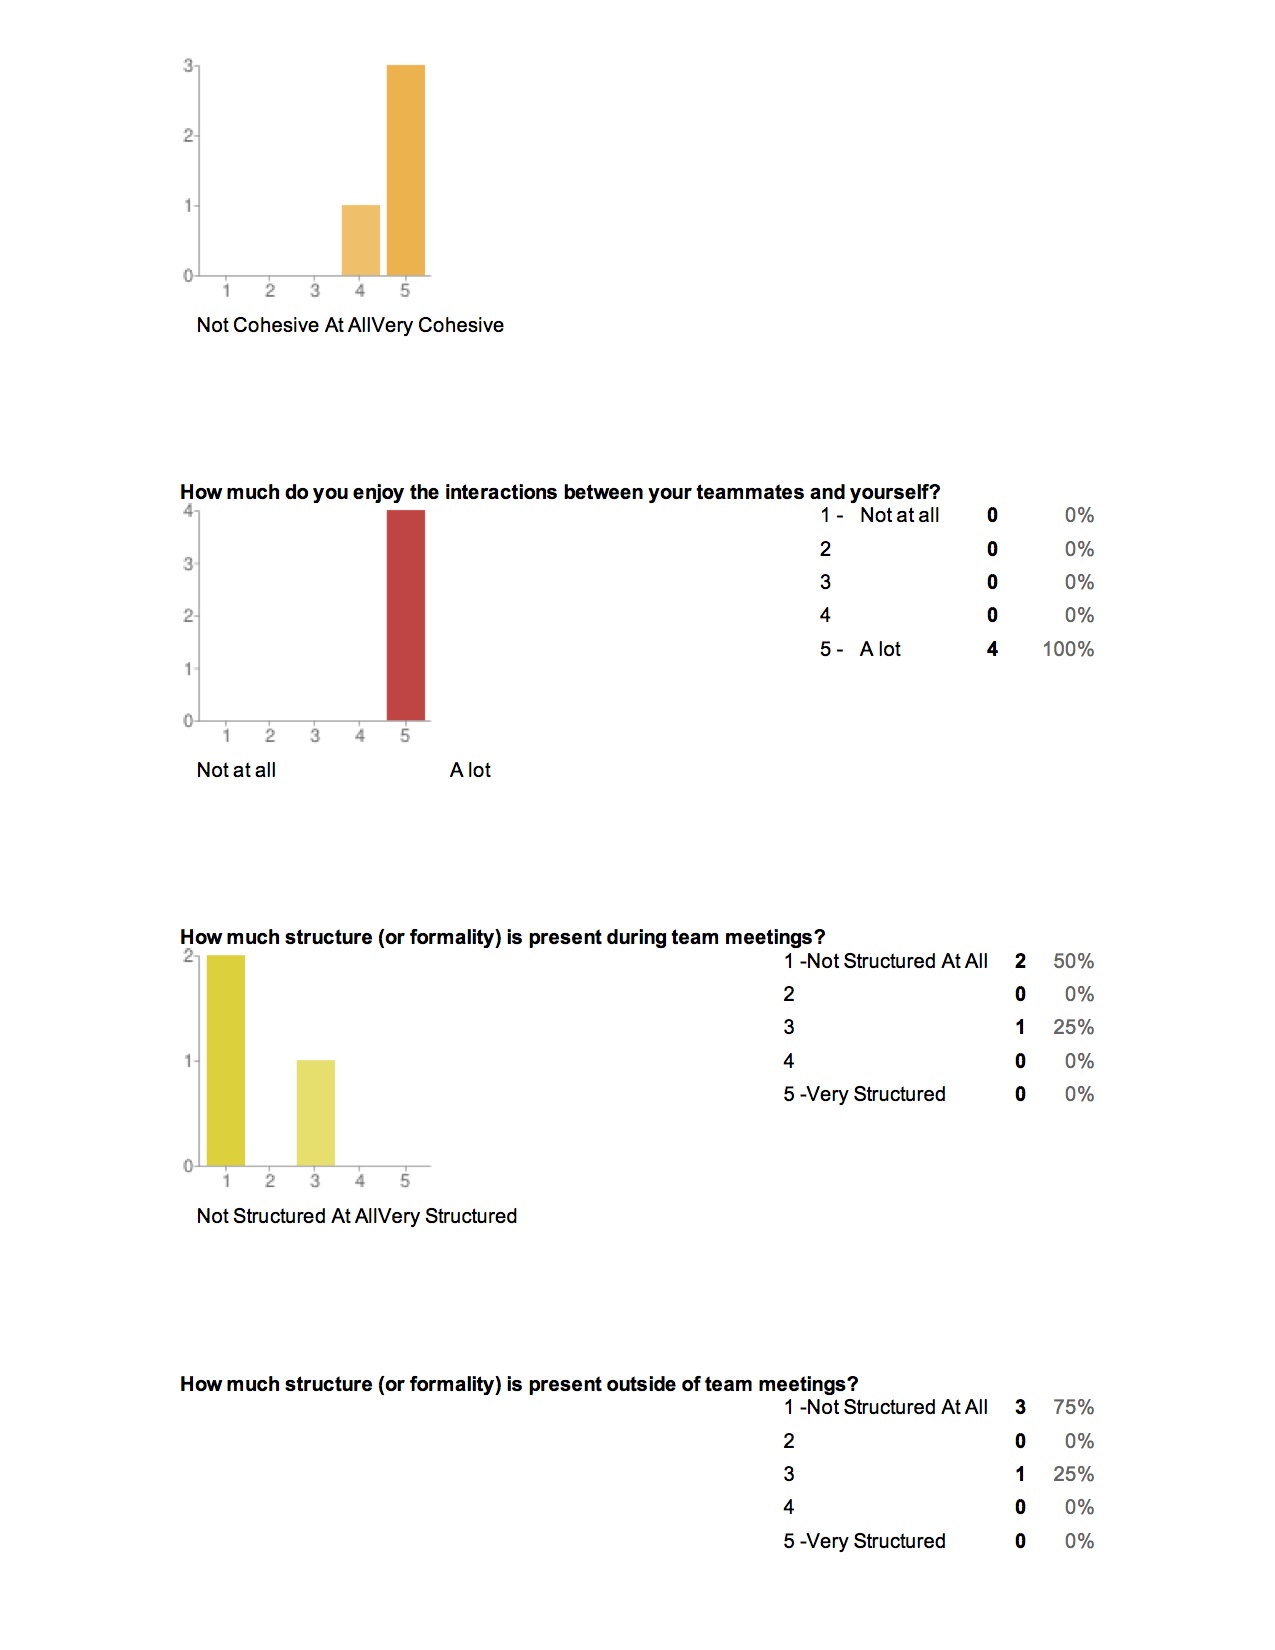 3
2
1
0
1 2 3 4 5
Not Cohesive At AllVery Cohesive
How much do you enjoy the interactions between your teammates and yourself?
4
3
2
1
0
1 2 3 4 5
Not at all A lot
1 - Not at all 0 0%
2 0 0%
3 0 0%
4 0 0%
5 - A lot 4 100%
How much structure (or formality) is present during team meetings?
2
1
0
1 2 3 4 5
Not Structured At AllVery Structured
1 -Not Structured At All 2 50%
2 0 0%
3 1 25%
4 0 0%
5 -Very Structured 0 0%
How much structure (or formality) is present outside of team meetings?
1 -Not Structured At All 3 75%
2 0 0%
3 1 25%
4 0 0%
5 -Very Structured 0 0%